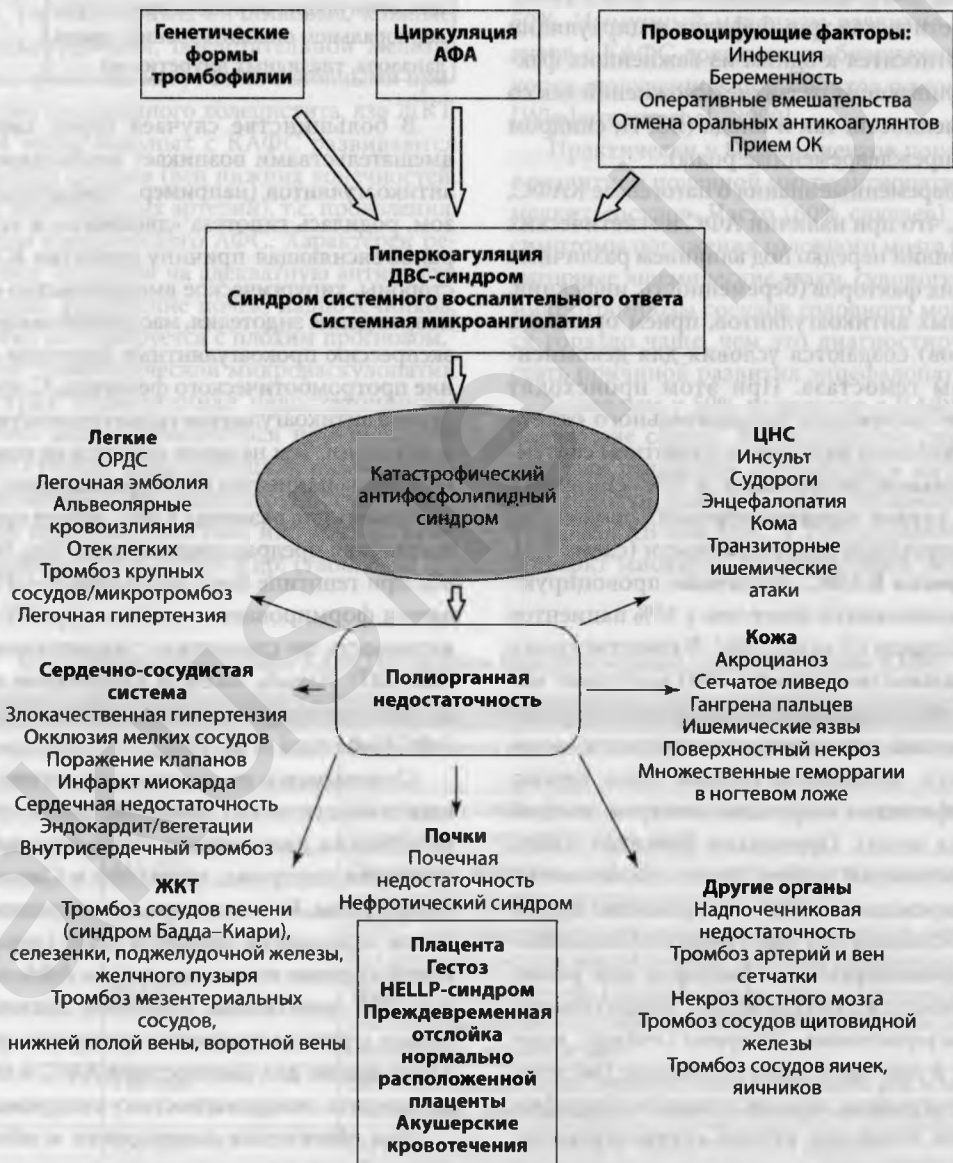 Генетические
формы
тромбофилии
Циркуляция
АФА
Провоцирующие факторы:
Инфекция
Беременность
Оперативные вмешательства
Отмена оральных антикоагулянтов
Прием ОК
Гиперкоагуляция
ДВС-синдром
Синдром системного воспалительного ответа
Системная микроангиопатия
Катастрофический
антифосфолипидный
синдром
Легкие
ОРДС
Легочная эмболия
Альвеолярные
кровоизлияния
Отек легких
Тромбоз крупных
сосудов/микротромбоз
Легочная гипертензия
ЦНС
Инсульт
Судороги
Энцефалопатия
Кома
Транзиторные
ишемические
атаки
Полиорганная
недостаточность
Сердечно-сосудистая
система
Злокачественная гипертензия
Окклюзия мелких сосудов
Поражение клапанов
Инфаркт миокарда
Сердечная недостаточность
Эндокардит/вегетации
Внутрисердечный тромбоз
Кожа
Акроцианоз
Сетчатое ливедо
Гангрена пальцев
Ишемические язвы
Поверхностный некроз
Множественные геморрагии
в ногтевом ложе
Почки
Почечная
недостаточность
Нефротический синдром
ЖКТ
Тромбоз сосудов печени
(синдром Бадда–Киари),
селезенки, поджелудочной железы,
желчного пузыря
Тромбоз мезентериальных
сосудов,
нижней полой вены, воротной вены
Плацента
Гестоз
HELLP-синдром
Преждевременная
отслойка
нормально
расположенной
плаценты
Акушерские
кровотечения
Другие органы
Надпочечниковая
недостаточность
Тромбоз артерий и вен
сетчатки
Некроз костного мозга
Тромбоз сосудов щитовидной
железы
Тромбоз сосудов яичек,
яичников